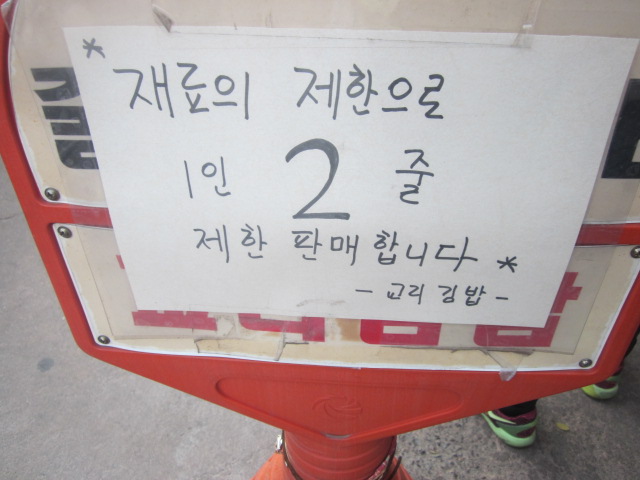 * 재료의 제한으로
1인 2 줄
제한 판매합니다 *
- 교리김밥 -